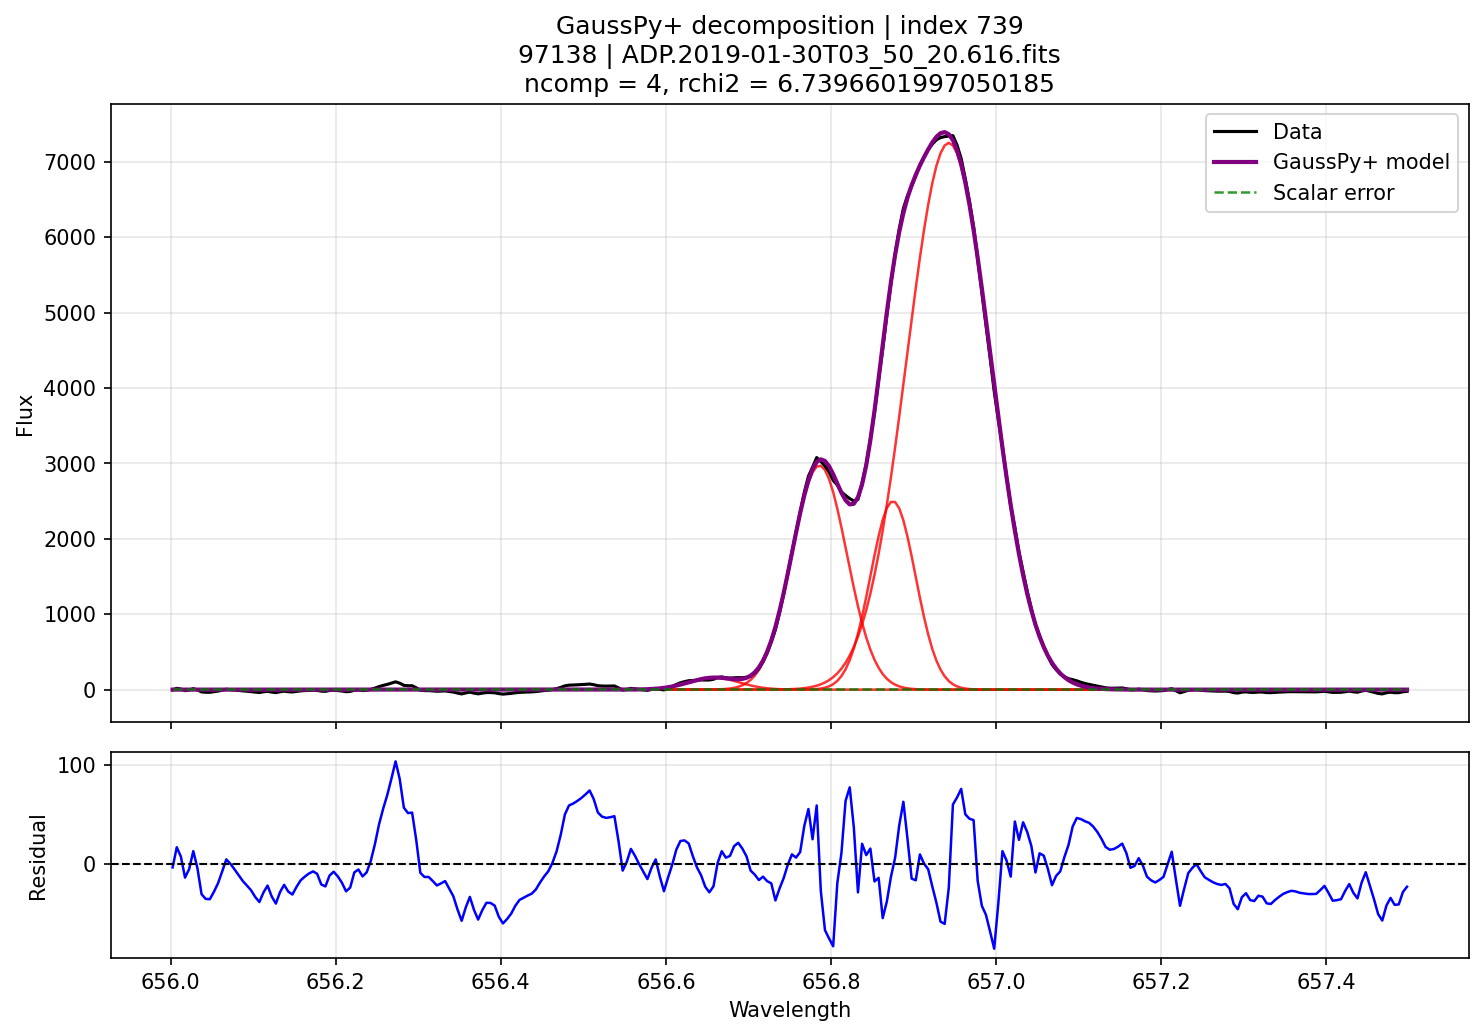 GaussPy+ decomposition | index 739
97138 | ADP.2019-01-30T03_50_20.616.fits
ncomp = 4, rchi2 = 6.7396601997050185
Data
GaussPy+ model
Scalar error
Flux
7000
6000
5000
4000
3000
2000
1000
0
Residual
100
0
656.0 656.2 656.4 656.6 656.8 657.0 657.2 657.4
Wavelength